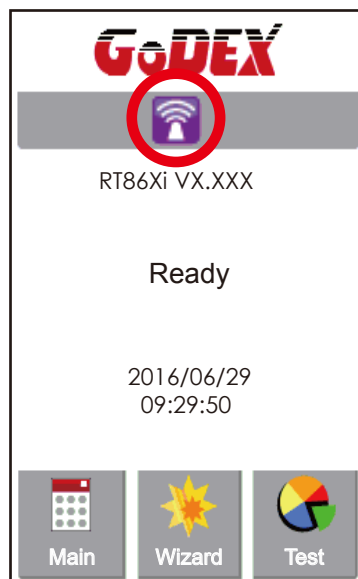 GoDEX
RT86Xi VX.XXX
Ready
2016/06/29
09:29:50
Main
Wizard
Test